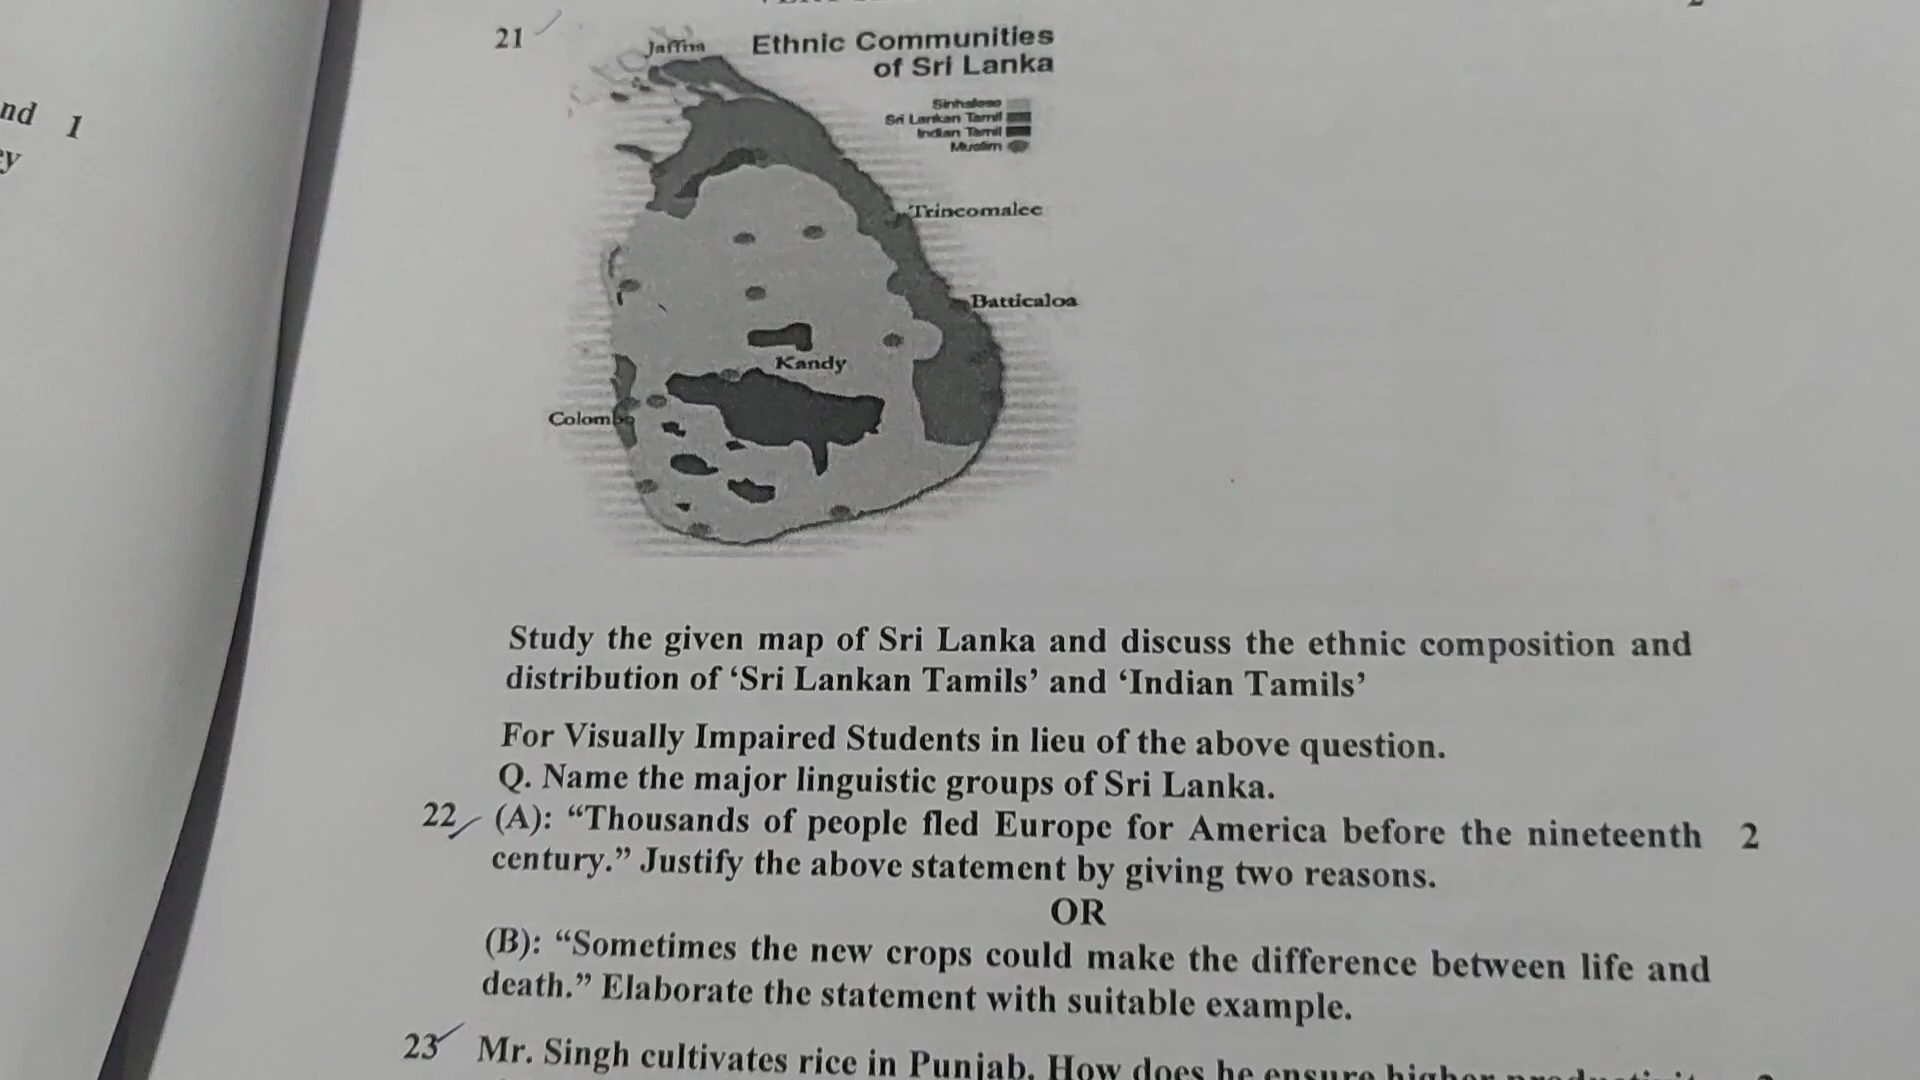 21
Ethnic Communities
of Sri Lanka
Jaffna
Sinhalese
Sri Lankan Tamil
Indian Tamil
Muslim
Trincomalee
Batticaloa
Kandy
Colombo
nd 1
ey
Study the given map of Sri Lanka and discuss the ethnic composition and
distribution of ‘Sri Lankan Tamils’ and ‘Indian Tamils’
For Visually Impaired Students in lieu of the above question.
Q. Name the major linguistic groups of Sri Lanka.
22 (A): “Thousands of people fled Europe for America before the nineteenth 2
century.” Justify the above statement by giving two reasons.
OR
(B): “Sometimes the new crops could make the difference between life and
death.” Elaborate the statement with suitable example.
23 Mr. Singh cultivates rice in Punjab. How does he ensure higher